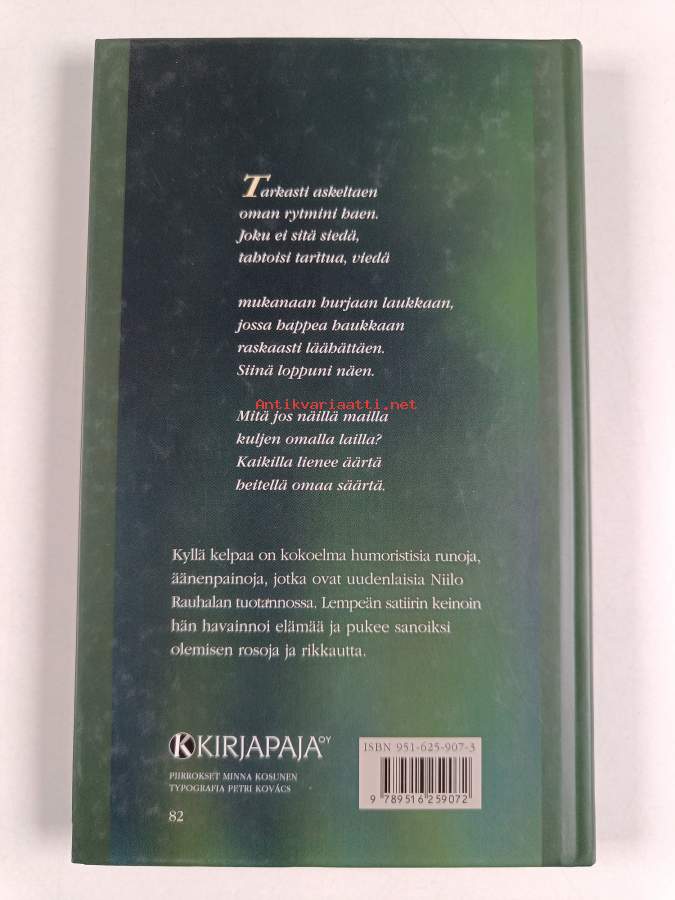 Tarkasti askeltaen
oman rytmini haen.
Joku ei sitä siedä,
tahtoisi tarttua, viedä
mukanaan hurjaan laukkaan,
jossa happea haukkaan
raskaasti läähättäen.
Siinä loppuni näen.
Antikvariaatti.net
Mitä jos näillä mailla
kuljen omalla lailla?
Kaikilla lienee äärtä
heitellä omaa säärtä.
Kyllä kelpaa on kokoelma humoristisia runoja,
äänenpainoja, jotka ovat uudenlaisia Niilo
Rauhalan tuotannossa. Lempeän satiirin keinoin
hän havainnoi elämää ja pukee sanoiksi
olemisen rosoja ja rikkautta.
KIRJAPAJA OY
PIIRROKSET MINNA KOSUNEN
TYPOGRAFIA PETRI KOVÁCS
82
ISBN 951-625-907-3
9 789516 259072